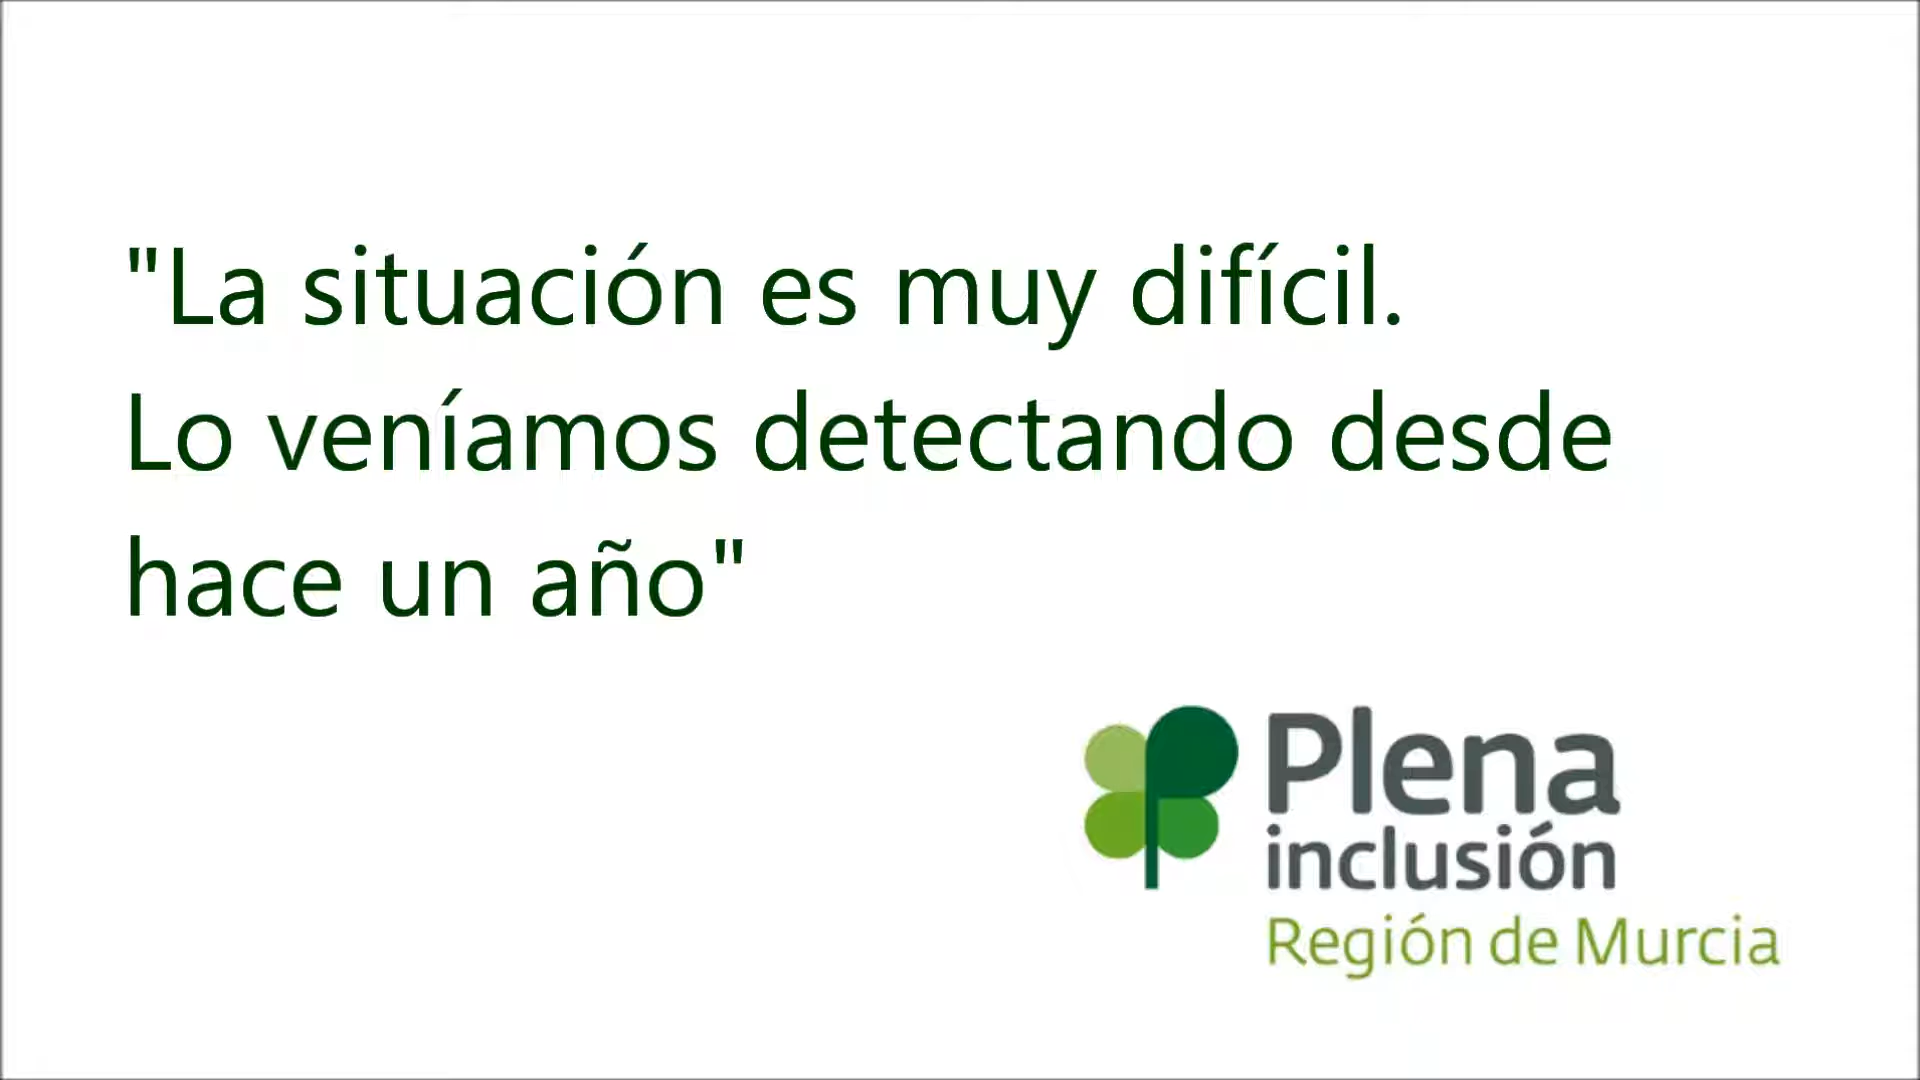 "La situación es muy difícil.
Lo veníamos detectando desde
hace un año"
Plena
inclusión
Región de Murcia